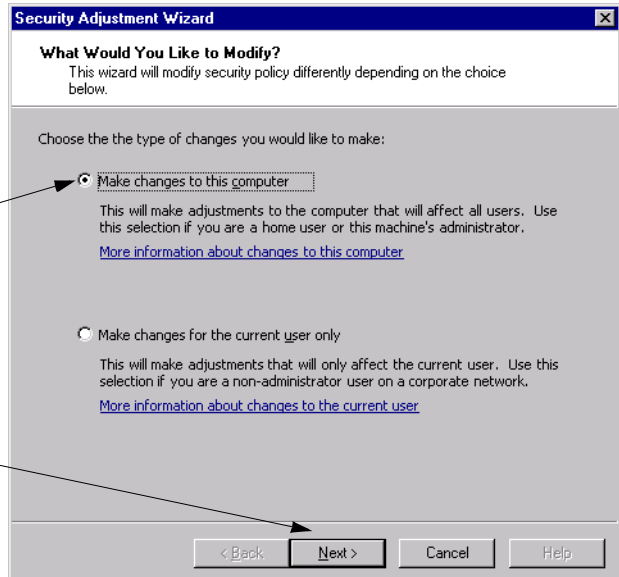 Security Adjustment Wizard
What Would You Like to Modify?
This wizard will modify security policy differently depending on the choice
below.
Choose the the type of changes you would like to make:
Make changes to this computer
This will make adjustments to the computer that will affect all users. Use
this selection if you are a home user or this machine's administrator.
More information about changes to this computer
Make changes for the current user only
This will make adjustments that will only affect the current user. Use this
selection if you are a non-administrator user on a corporate network.
More information about changes to the current user
< Back
Next >
Cancel
Help